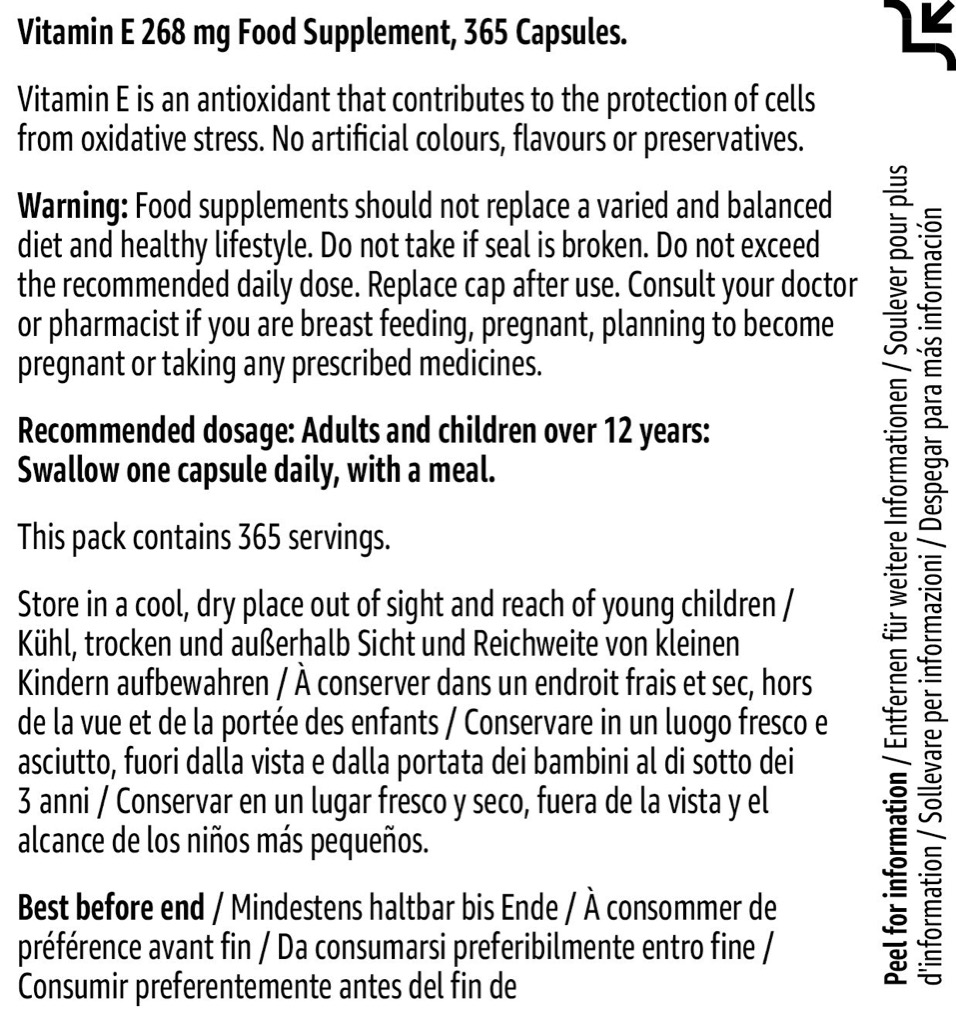 Vitamin E 268 mg Food Supplement, 365 Capsules.
Vitamin E is an antioxidant that contributes to the protection of cells
from oxidative stress. No artificial colours, flavours or preservatives.
Warning: Food supplements should not replace a varied and balanced
diet and healthy lifestyle. Do not take if seal is broken. Do not exceed
the recommended daily dose. Replace cap after use. Consult your doctor
or pharmacist if you are breast feeding, pregnant, planning to become
pregnant or taking any prescribed medicines.
Recommended dosage: Adults and children over 12 years:
Swallow one capsule daily, with a meal.
This pack contains 365 servings.
Store in a cool, dry place out of sight and reach of young children /
Kühl, trocken und außerhalb Sicht und Reichweite von kleinen
Kindern aufbewahren / À conserver dans un endroit frais et sec, hors
de la vue et de la portée des enfants / Conservare in un luogo fresco e
asciutto, fuori dalla vista e dalla portata dei bambini al di sotto dei
3 anni / Conservar en un lugar fresco y seco, fuera de la vista y el
alcance de los niños más pequeños.
Best before end / Mindestens haltbar bis Ende / À consommer de
préférence avant fin / Da consumarsi preferibilmente entro fine /
Consumir preferentemente antes del fin de
Peel for information / Entfernen für weitere Informationen / Soulever pour plus
d'information / Sollevare per informazioni / Despegar para más información